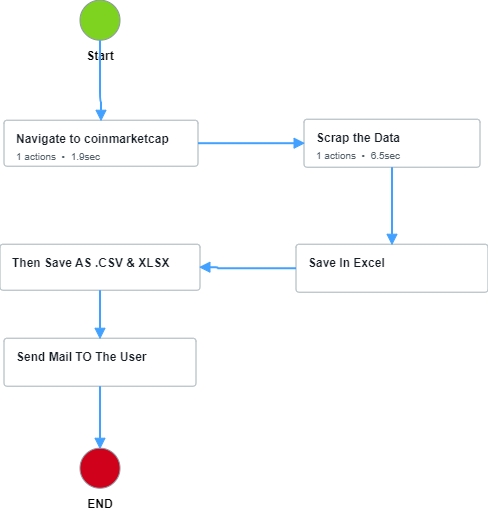 Start
Navigate to coinmarketcap
1 actions • 1.9sec
Scrap the Data
1 actions • 6.5sec
Save In Excel
Then Save AS .CSV & XLSX
Send Mail TO The User
END